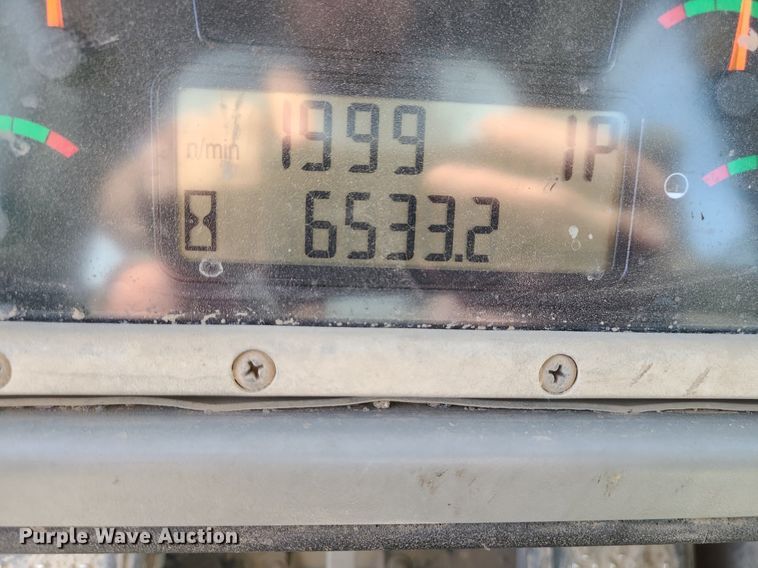 n/min 1999 1P
6533.2
Purple Wave Auction